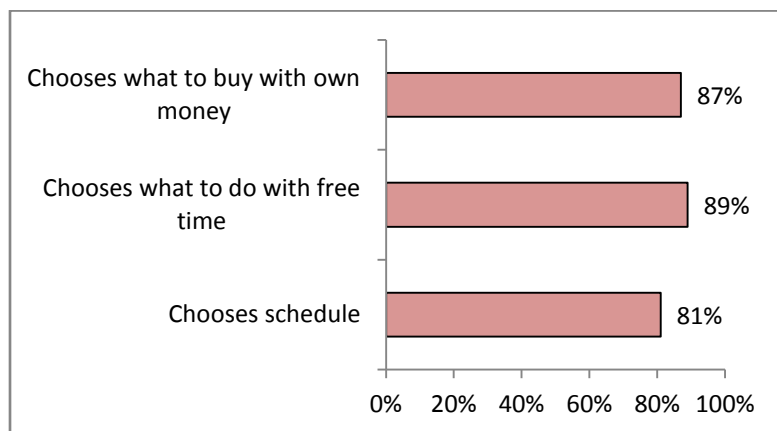 Chooses what to buy with own
money
87%
Chooses what to do with free
time
89%
Chooses schedule
81%
0% 20% 40% 60% 80% 100%